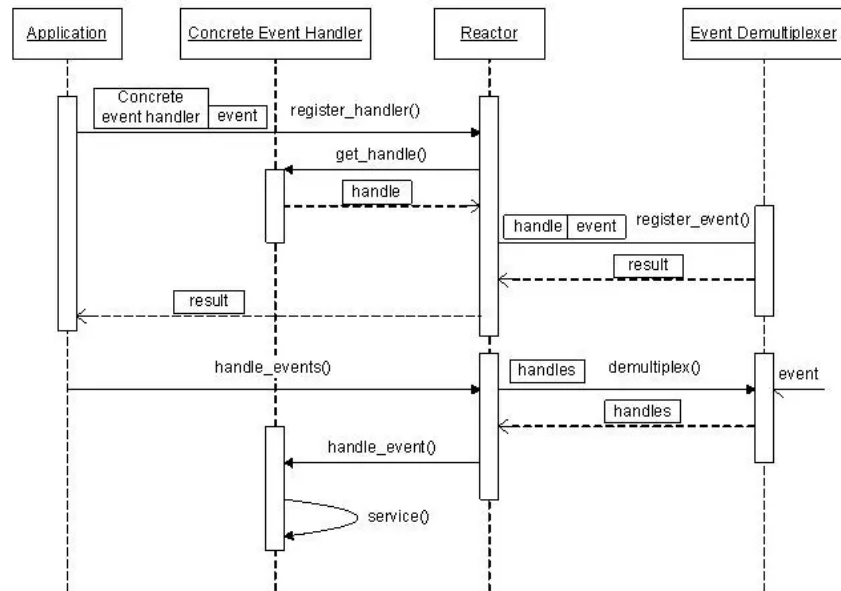 Application
Concrete Event Handler
Reactor
Event Demultiplexer
Concrete
event handler
event
register_handler()
get_handle()
handle
handle
event
register_event()
result
result
handle_events()
handles
demultiplex()
event
handles
handle_event()
service()